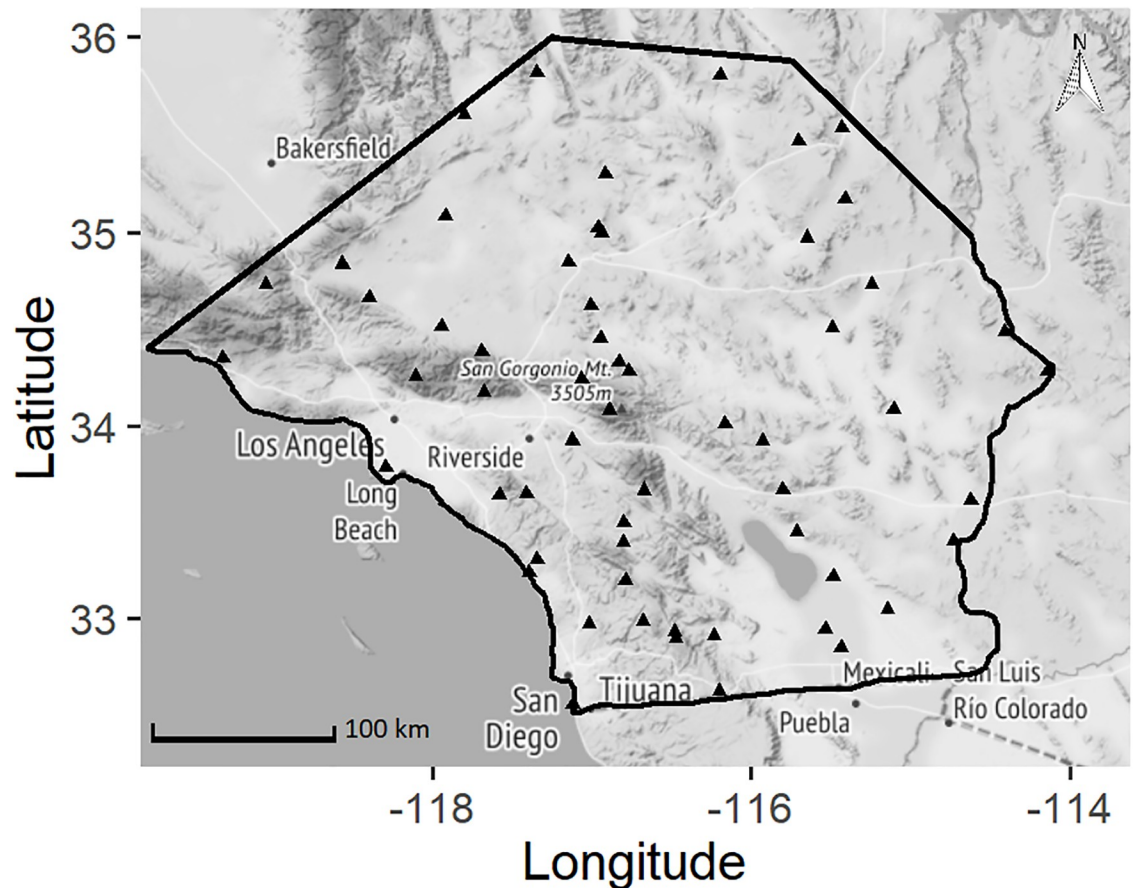 36
N
Bakersfield
35
San Gorgonio Mt.
3505m
34
Los Angeles
Riverside
Long
Beach
33
Mexicali
San Luis
Tijuana
San
Río Colorado
Puebla
100 km
Diego
-118
-116
-114
Latitude
Longitude